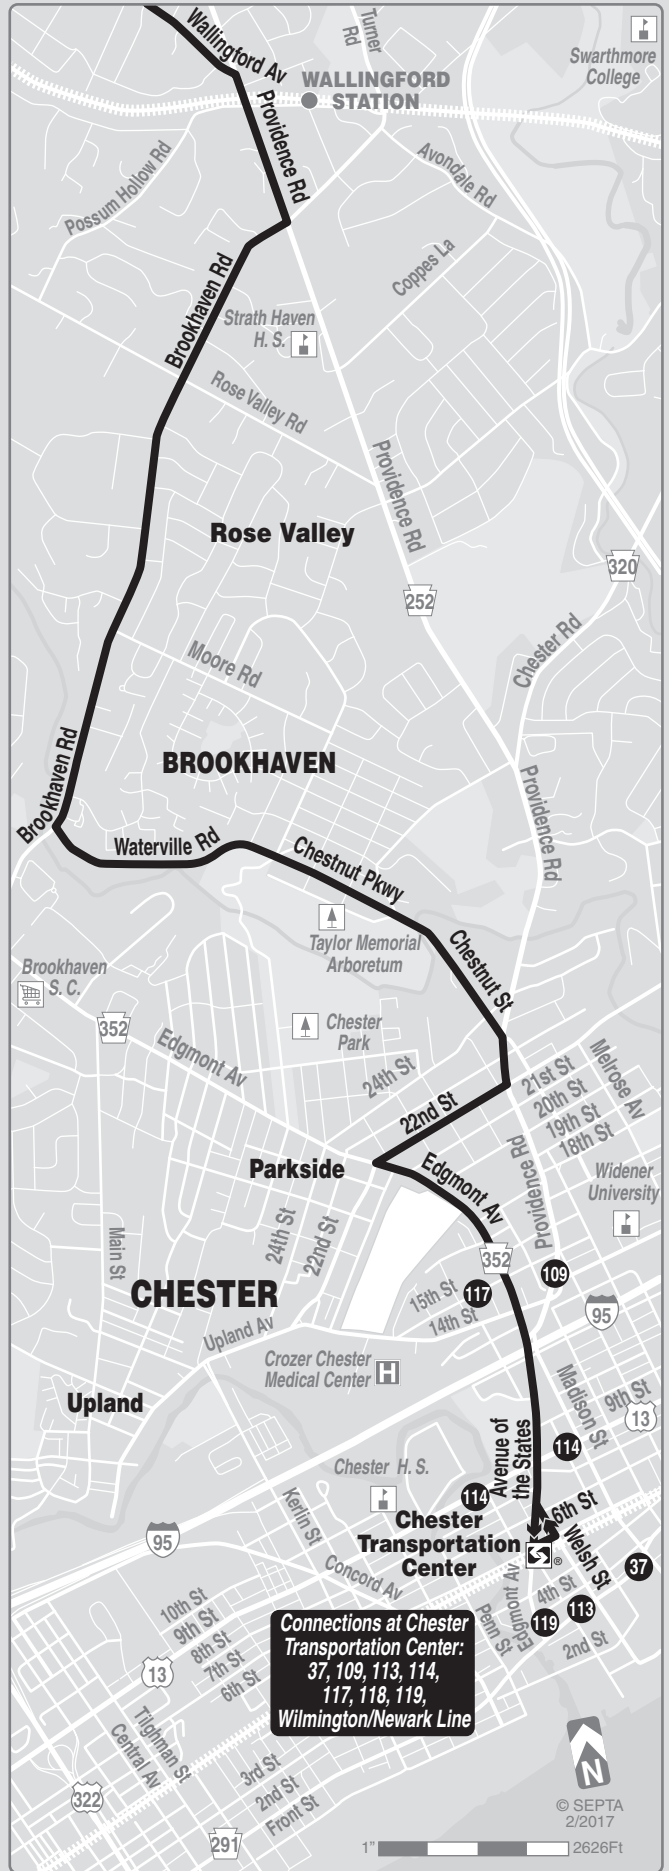 Wallingford Av
Turner
Rd
Swarthmore
College
WALLINGFORD
STATION
Providence Rd
Possum Hollow Rd
Avondale Rd
Coppes La
Brookhaven Rd
Strath Haven
H. S.
Rose Valley Rd
Providence Rd
Rose Valley
320
252
Chester Rd
Moore Rd
Brookhaven Rd
BROOKHAVEN
Providence Rd
Waterville Rd
Chestnut Pkwy
Taylor Memorial
Arboretum
Chestnut St
Brookhaven
S. C.
352
Chester
Park
Edgmont Av
24th St
21st St
20th St
19th St
18th St
Melrose Av
22nd St
Parkside
Edgmont Av
Providence Rd
Widener
University
24th St
22nd St
Main St
352
109
CHESTER
15th St
117
14th St
95
Upland Av
Crozer Chester
Medical Center
H
Upland
Madison St
9th St
13
Avenue of
the States
114
Chester H. S.
114
Kerlin St
Chester
Transportation
Center
®
6th St
Welsh St
95
37
Concord Av
Edgmont Av
4th St
Penn St
119
113
2nd St
10th St
9th St
8th St
7th St
6th St
13
Connections at Chester
Transportation Center:
37, 109, 113, 114,
117, 118, 119,
Wilmington/Newark Line
Tilghman St
Central Av
3rd St
2nd St
Front St
322
291
N
© SEPTA
2/2017
1" 2626Ft